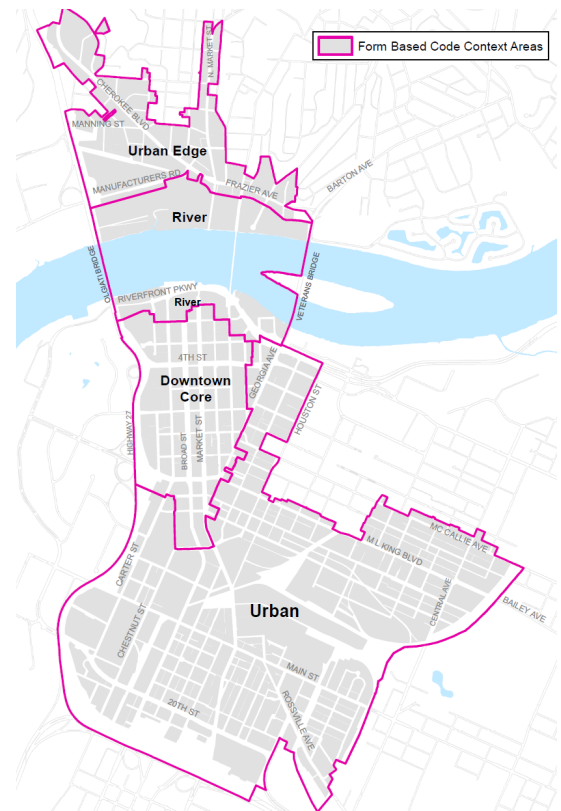 Form Based Code Context Areas
N. MARKET ST
CHEROKEE BLVD
MANNING ST
Urban Edge
BARTON AVE
MANUFACTURERS RD
FRAZIER AVE
River
OLGIATI BRIDGE
VETERANS BRIDGE
RIVERFRONT PKWY
River
4TH ST
GEORGIA AVE
Downtown
Core
HOUSTON ST
HIGHWAY 27
BROAD ST
MARKET ST
MC CALLIE AVE
M L KING BLVD
CARTER ST
CENTRAL AVE
BAILEY AVE
Urban
CHESTNUT ST
MAIN ST
20TH ST
ROSSVILLE AVE